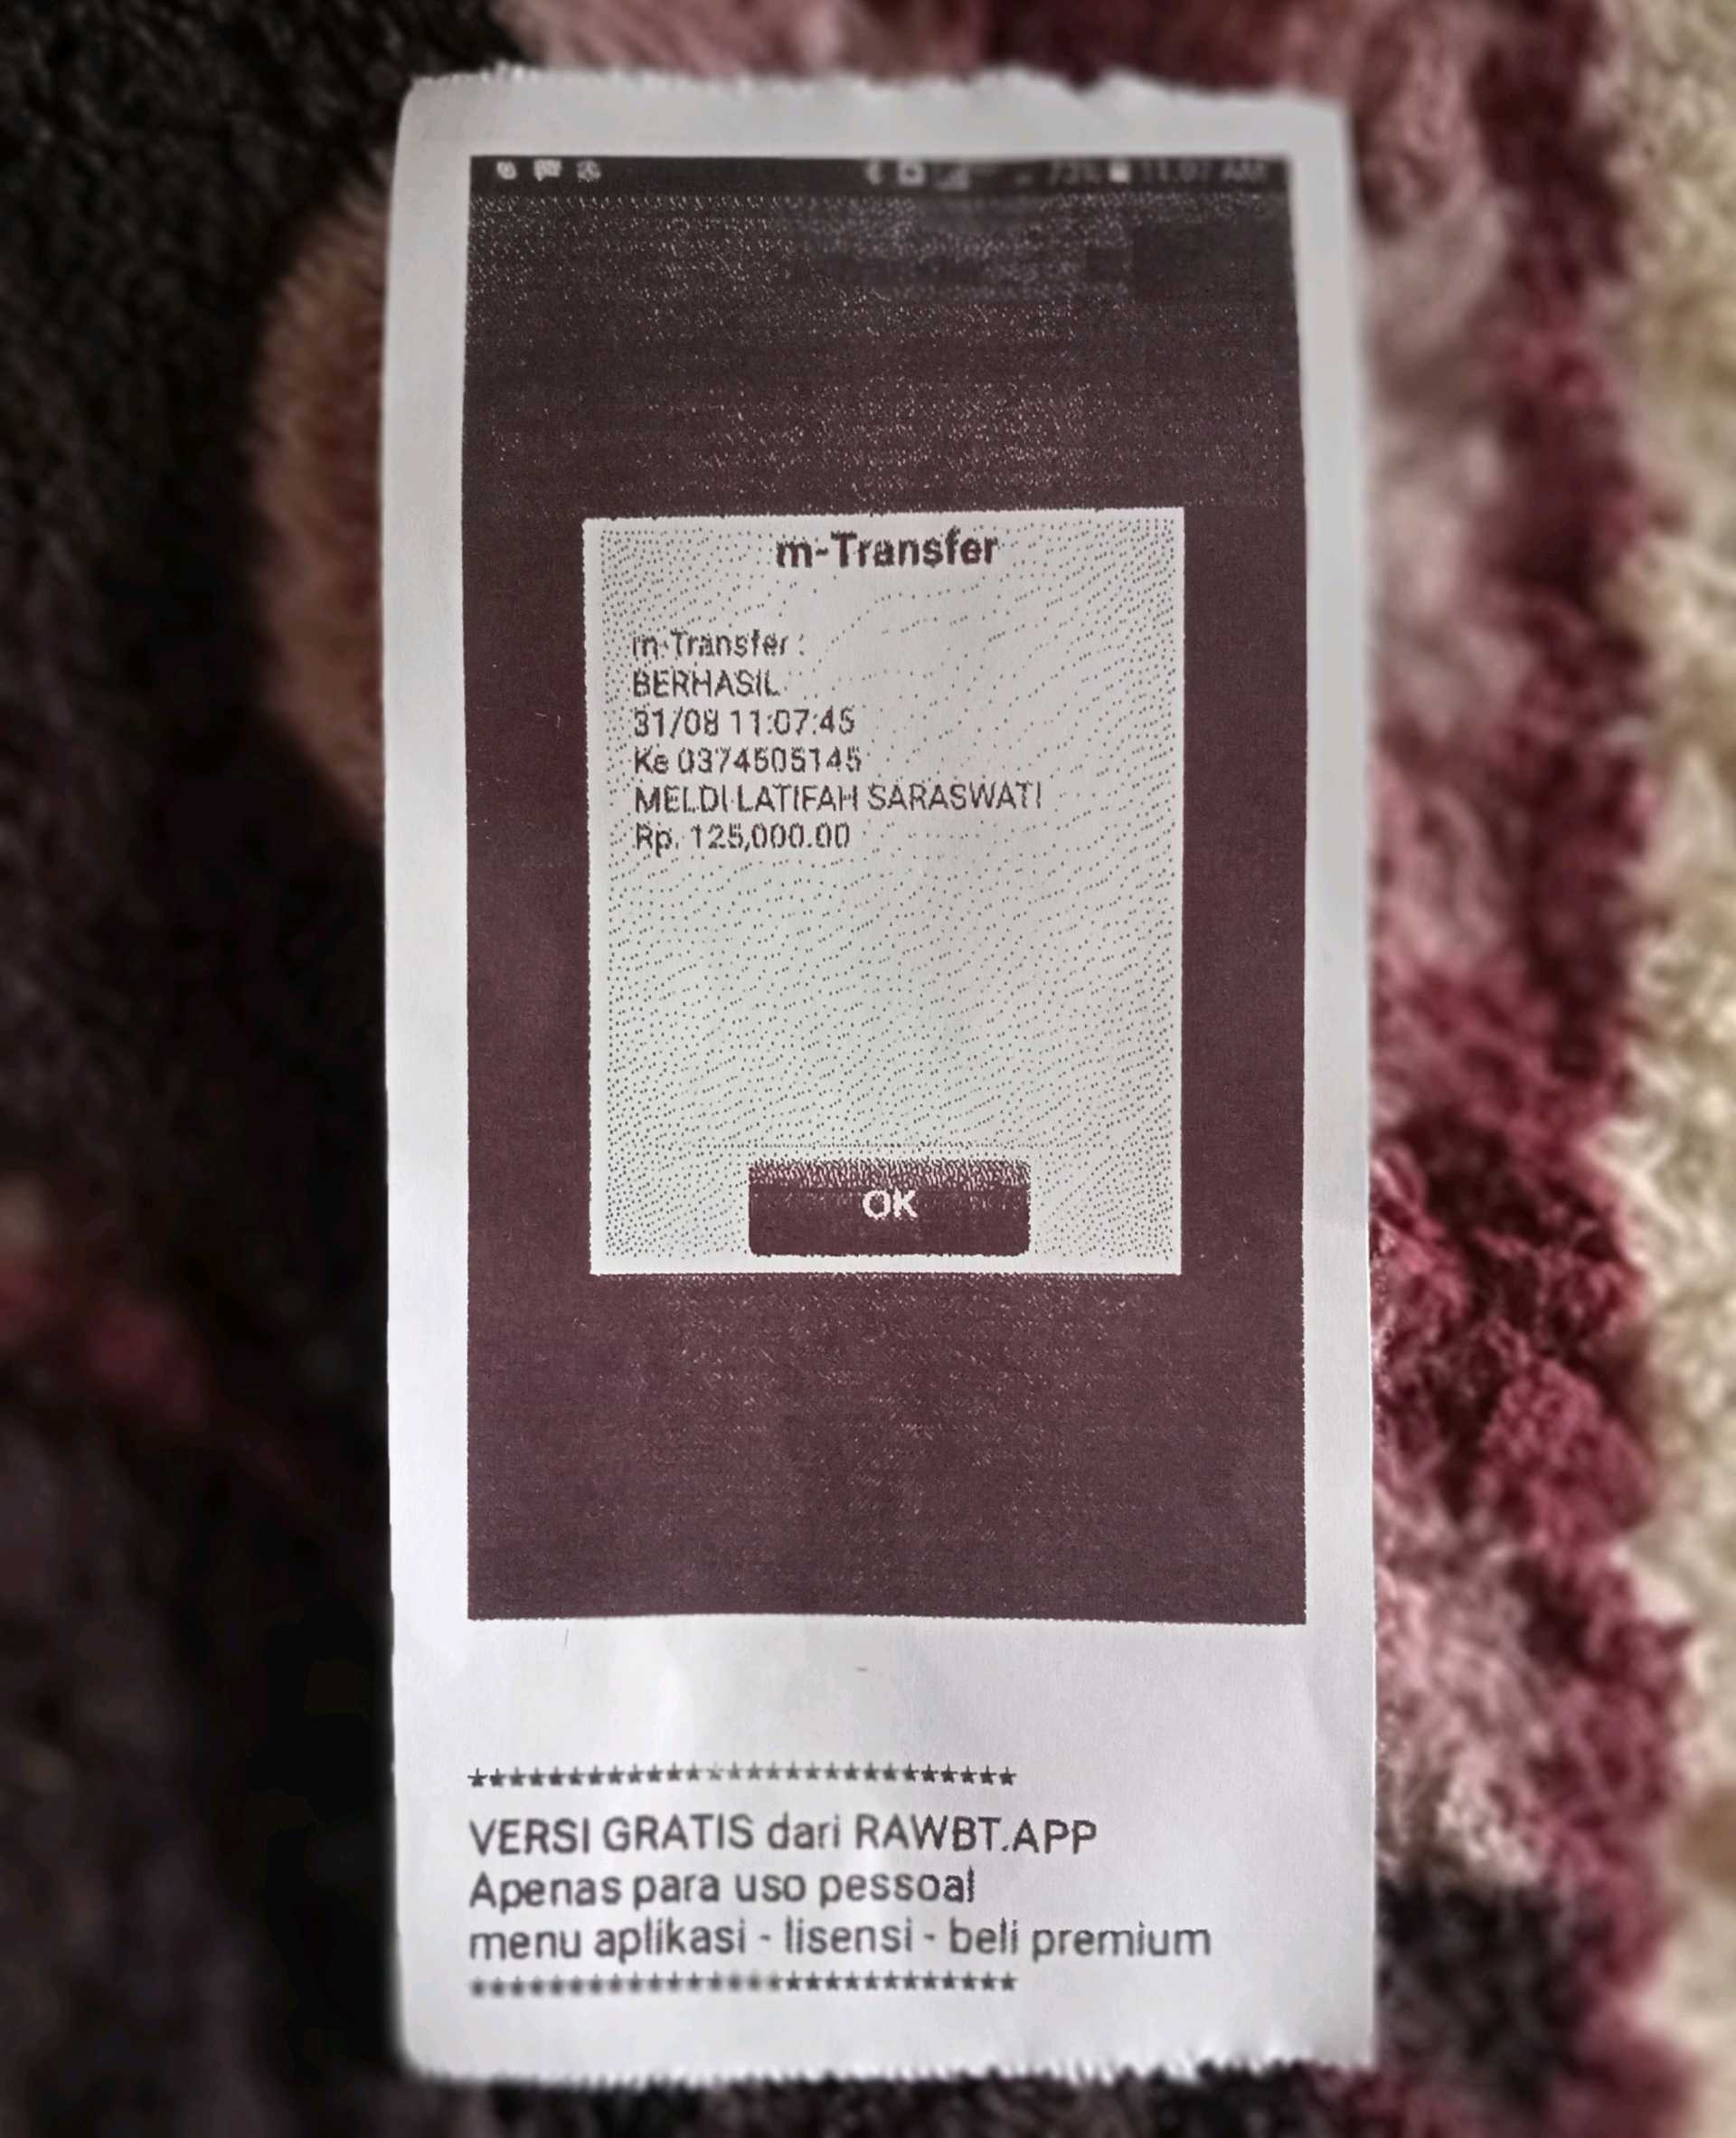 11:07 AM
m-Transfer
m-Transfer :
BERHASIL
31/08 11:07:45
Ke 0374505145
MELDI LATIFAH SARASWATI
Rp. 125,000.00
OK
****************************
VERSI GRATIS dari RAWBT.APP
Apenas para uso pessoal
menu aplikasi - lisensi - beli premium
****************************